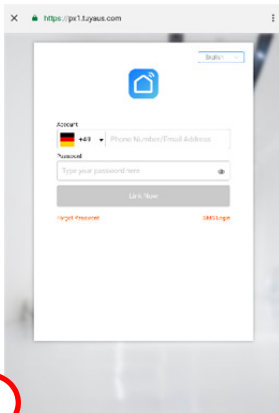 https://px1.tuyaus.com
English
Account
+49 Phone Number/Email Address
Password
Type your password here
Link Now
Forget Password SMS Login